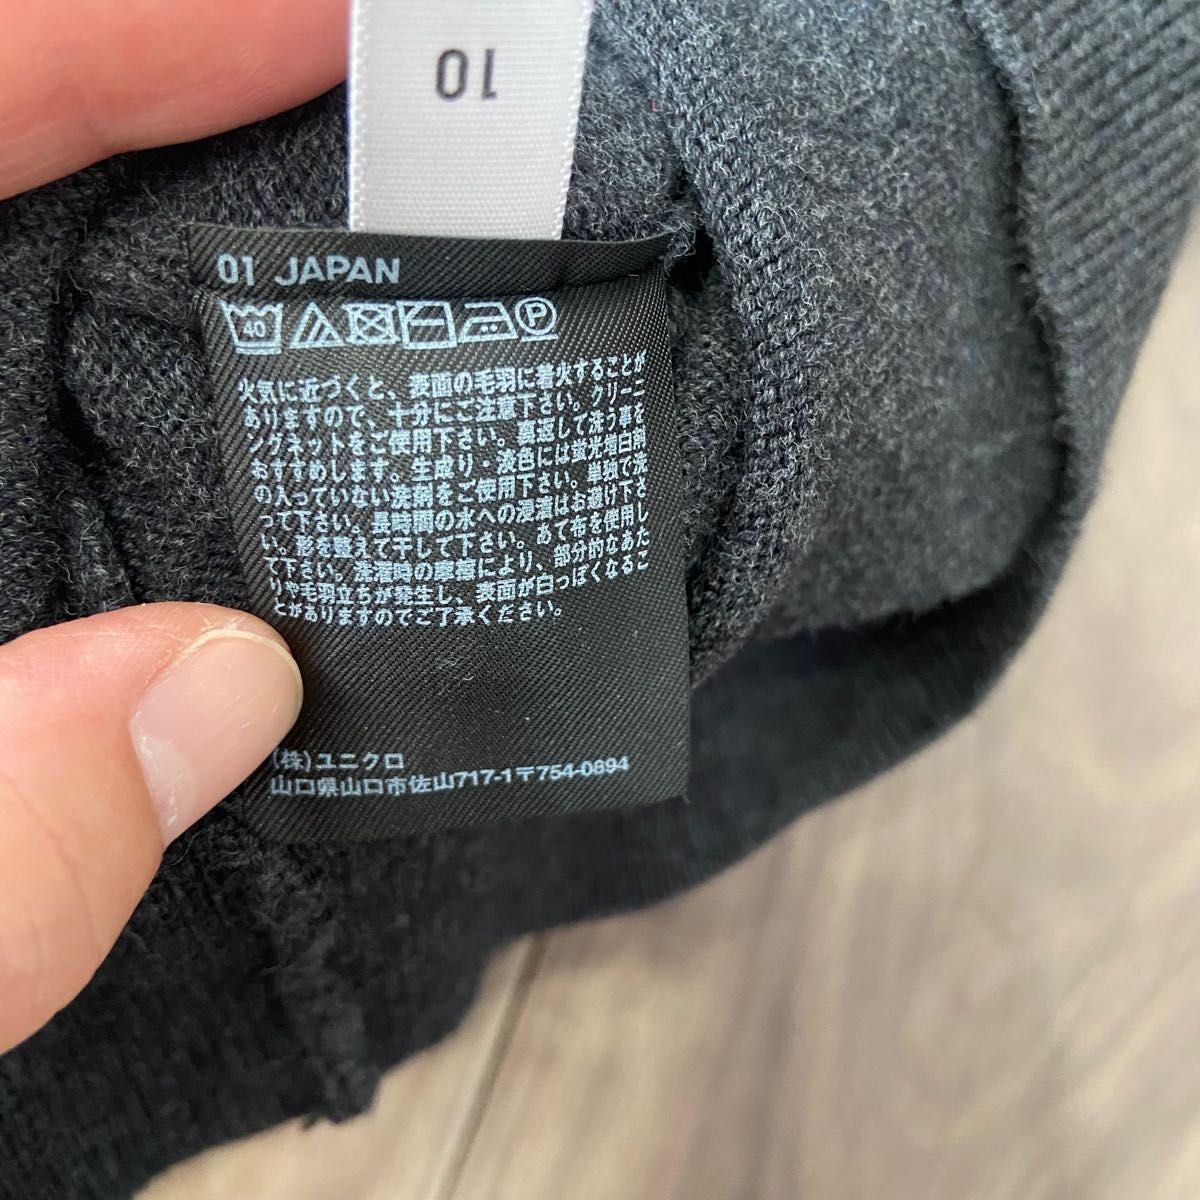 10
01 JAPAN
40 P
火気に近づくと、表面の毛羽に着火することが
ありますので、十分にご注意下さい。クリーニ
ングネットをご使用下さい。裏返して洗う事を
おすすめします。生成り・淡色には蛍光増白剤
の入っていない洗剤をご使用下さい。単独で洗
って下さい。長時間の水への浸漬はお避け下さ
い。形を整えて干して下さい。あて布を使用し
て下さい。洗濯時の摩擦により、部分的なあた
りや毛羽立ちが発生し、表面が白っぽくなるこ
とがありますのでご了承ください。
(株)ユニクロ
山口県山口市佐山717-1〒754-0894